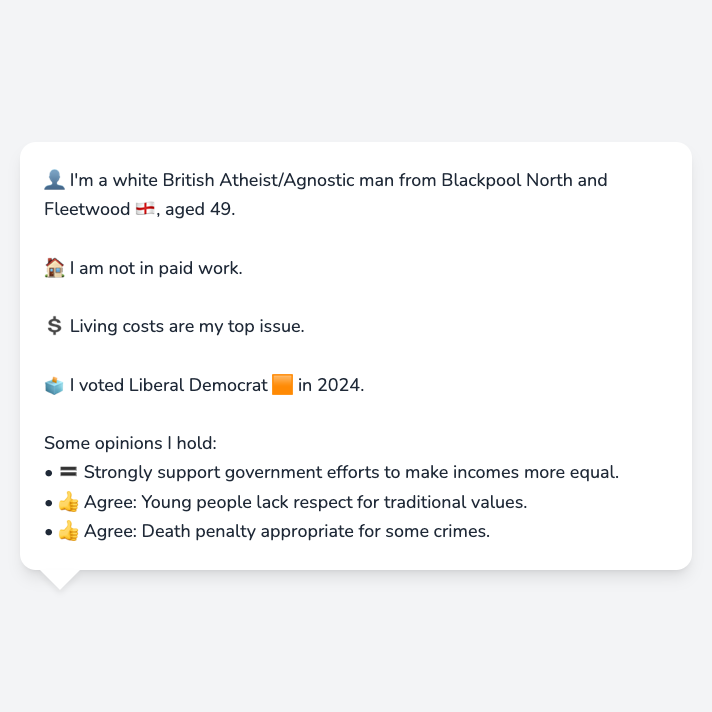 👤 I'm a white British Atheist/Agnostic man from Blackpool North and
Fleetwood 🏴󠁧󠁢󠁥󠁮󠁧󠁿, aged 49.
🏠 I am not in paid work.
💲 Living costs are my top issue.
🗳️ I voted Liberal Democrat 🟧 in 2024.
Some opinions I hold:
• 🟰 Strongly support government efforts to make incomes more equal.
• 👍 Agree: Young people lack respect for traditional values.
• 👍 Agree: Death penalty appropriate for some crimes.